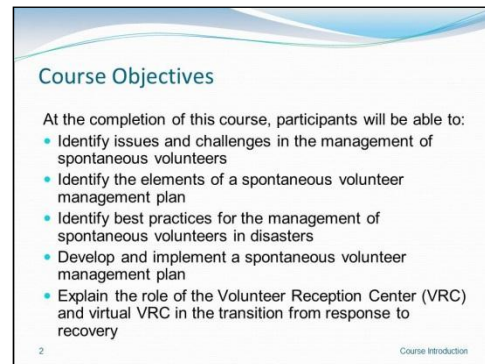 Course Objectives
At the completion of this course, participants will be able to:
• Identify issues and challenges in the management of
spontaneous volunteers
• Identify the elements of a spontaneous volunteer
management plan
• Identify best practices for the management of
spontaneous volunteers in disasters
• Develop and implement a spontaneous volunteer
management plan
• Explain the role of the Volunteer Reception Center (VRC)
and virtual VRC in the transition from response to
recovery
2
Course Introduction